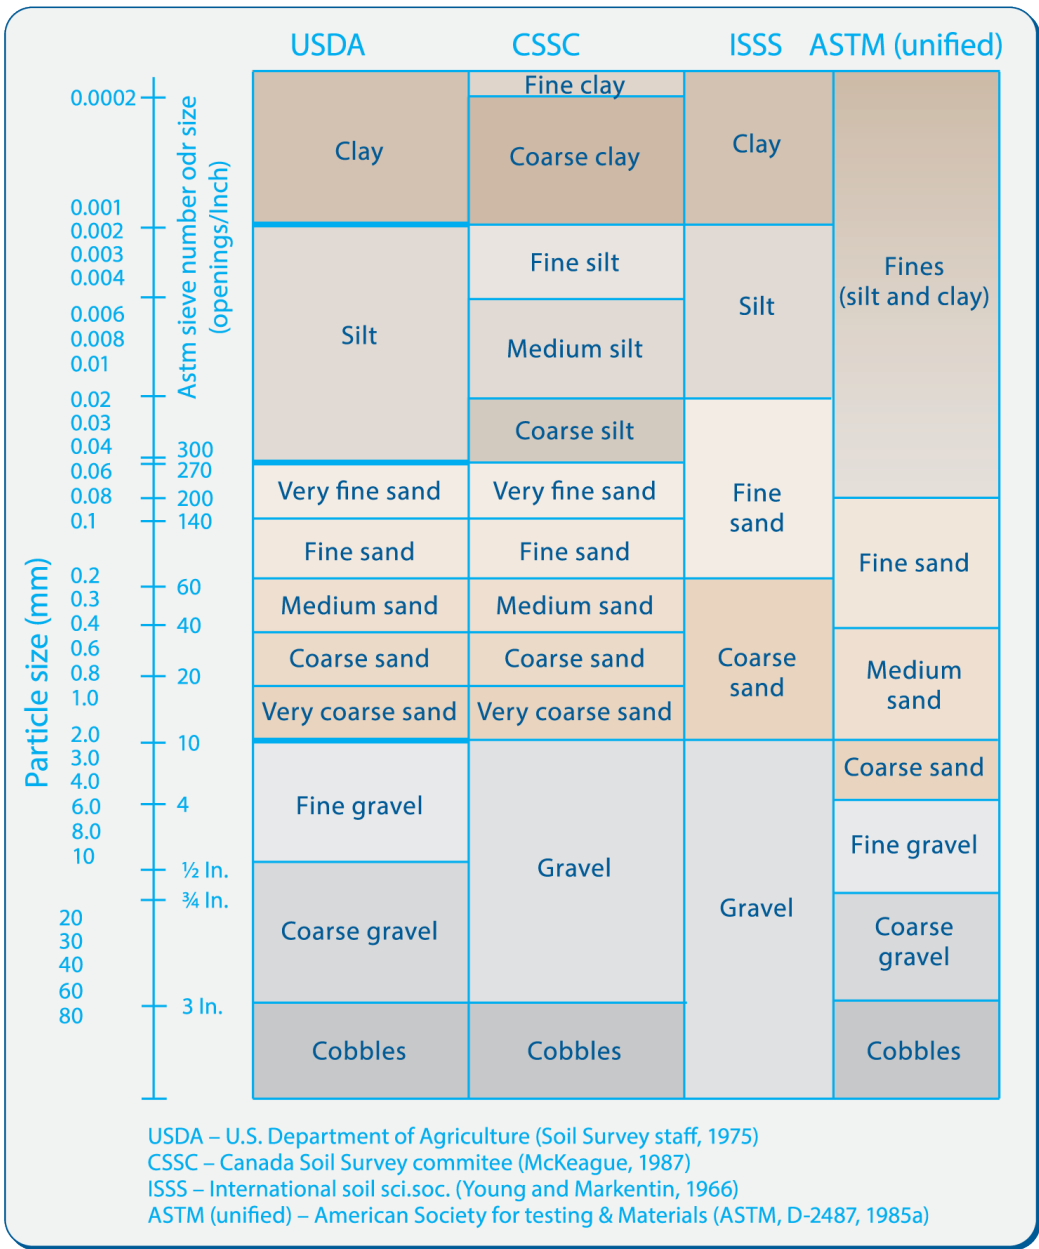 USDA
CSSC
ISSS
ASTM (unified)
Particle size (mm)
0.0002
0.001
0.002
0.003
0.004
0.006
0.008
0.01
0.02
0.03
0.04
0.06
0.08
0.1
0.2
0.3
0.4
0.6
0.8
1.0
2.0
3.0
4.0
6.0
8.0
10
20
30
40
60
80
Astm sieve number odr size
(openings/Inch)
300
270
200
140
60
40
20
10
4
½ In.
¾ In.
3 In.
Clay
Silt
Very fine sand
Fine sand
Medium sand
Coarse sand
Very coarse sand
Fine gravel
Coarse gravel
Cobbles
Fine clay
Coarse clay
Fine silt
Medium silt
Coarse silt
Very fine sand
Fine sand
Medium sand
Coarse sand
Very coarse sand
Gravel
Cobbles
Clay
Silt
Fine
sand
Coarse
sand
Gravel
Fines
(silt and clay)
Fine sand
Medium
sand
Coarse sand
Fine gravel
Coarse
gravel
Cobbles
USDA – U.S. Department of Agriculture (Soil Survey staff, 1975)
CSSC – Canada Soil Survey commitee (McKeague, 1987)
ISSS – International soil sci.soc. (Young and Markentin, 1966)
ASTM (unified) – American Society for testing & Materials (ASTM, D-2487, 1985a)